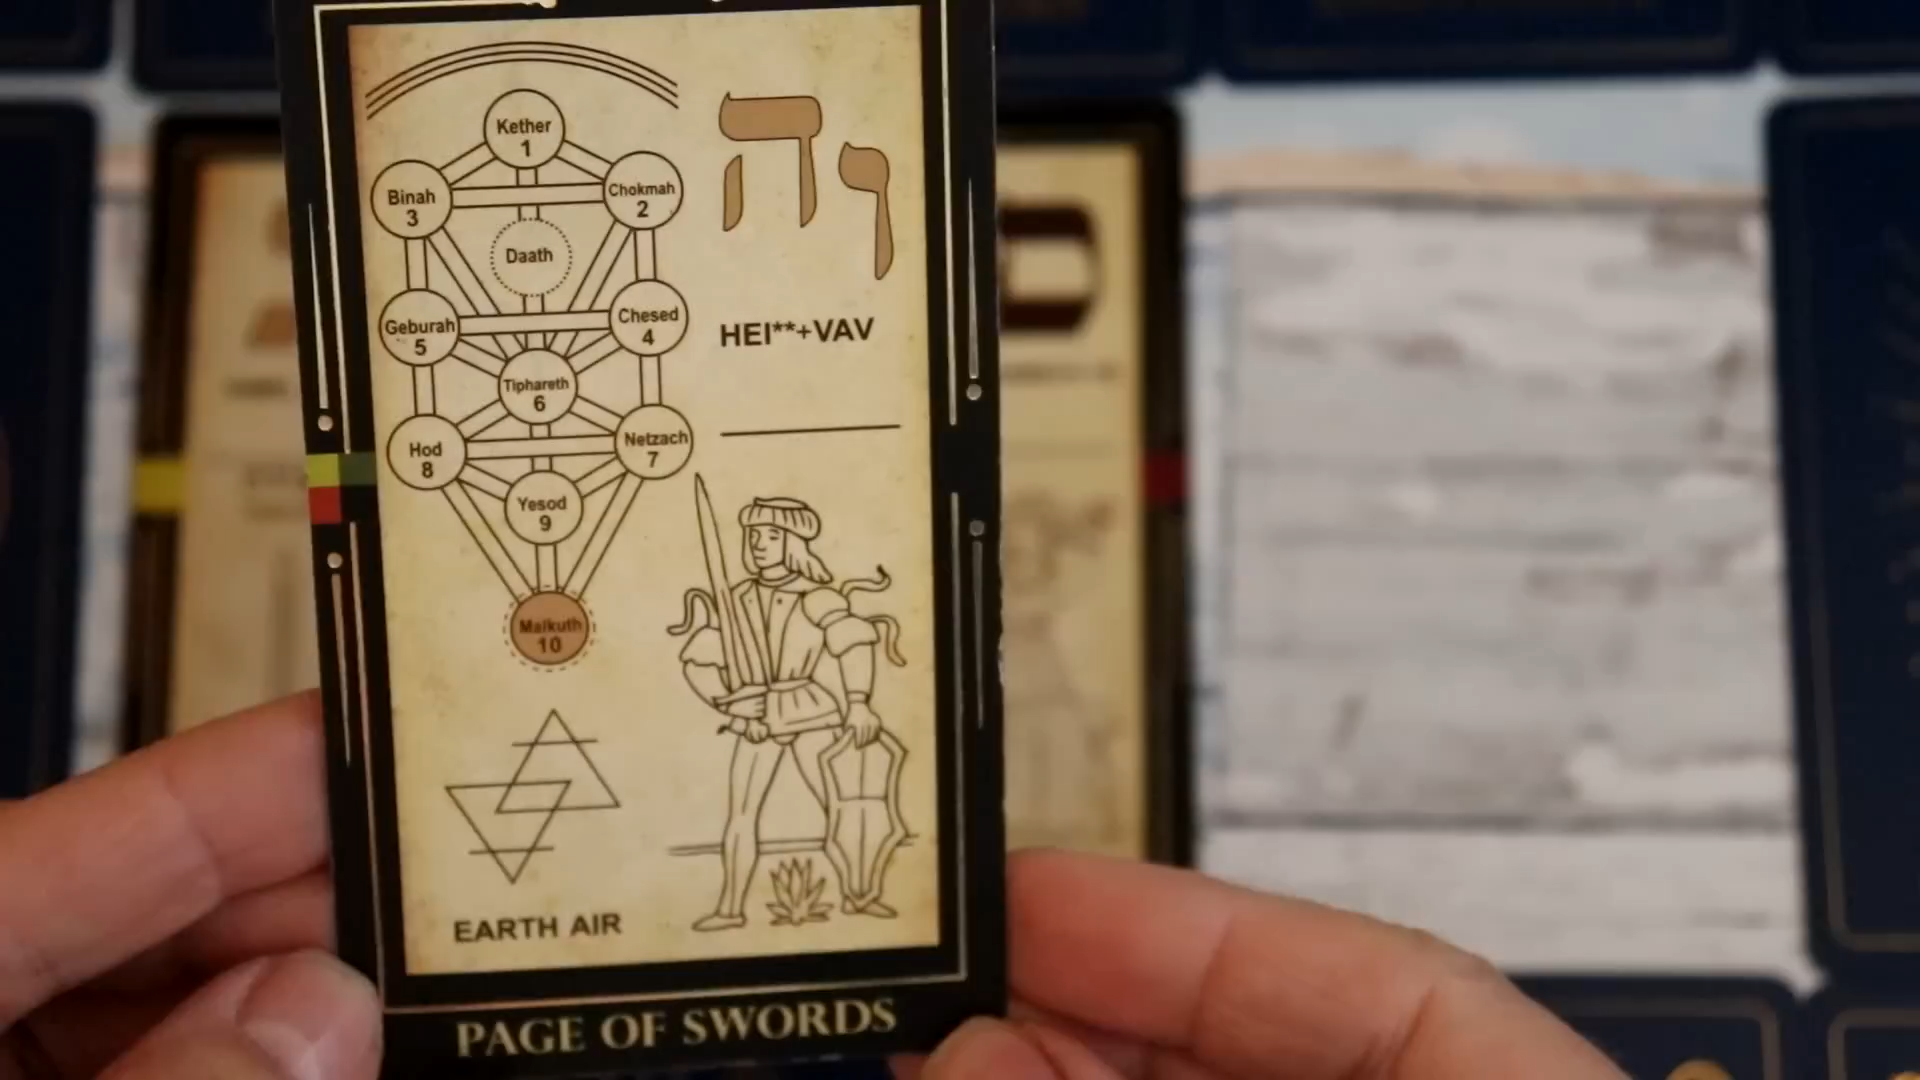 Kether
1
Binah
3
Chokmah
2
Daath
Geburah
5
Chesed
4
Tiphareth
6
Hod
8
Netzach
7
Yesod
9
Malkuth
10
EARTH AIR
הו
HEI**+VAV
PAGE OF SWORDS